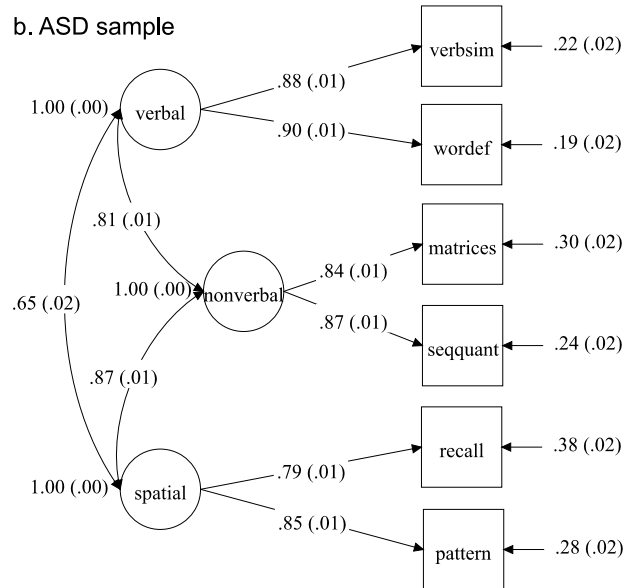 b. ASD sample
verbsim
.22 (.02)
.88 (.01)
1.00 (.00)
verbal
.90 (.01)
wordef
.19 (.02)
.81 (.01)
matrices
.30 (.02)
.84 (.01)
1.00 (.00)
nonverbal
.65 (.02)
.87 (.01)
seqquant
.24 (.02)
.87 (.01)
recall
.38 (.02)
.79 (.01)
1.00 (.00)
spatial
.85 (.01)
pattern
.28 (.02)